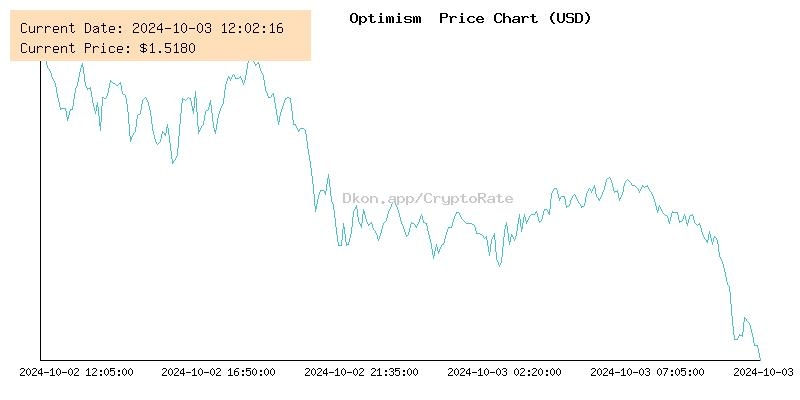 Optimism Price Chart (USD)
Current Date: 2024-10-03 12:02:16
Current Price: $1.5180
Dkon.app/CryptoRate
2024-10-02 12:05:00 2024-10-02 16:50:00 2024-10-02 21:35:00 2024-10-03 02:20:00 2024-10-03 07:05:00 2024-10-03